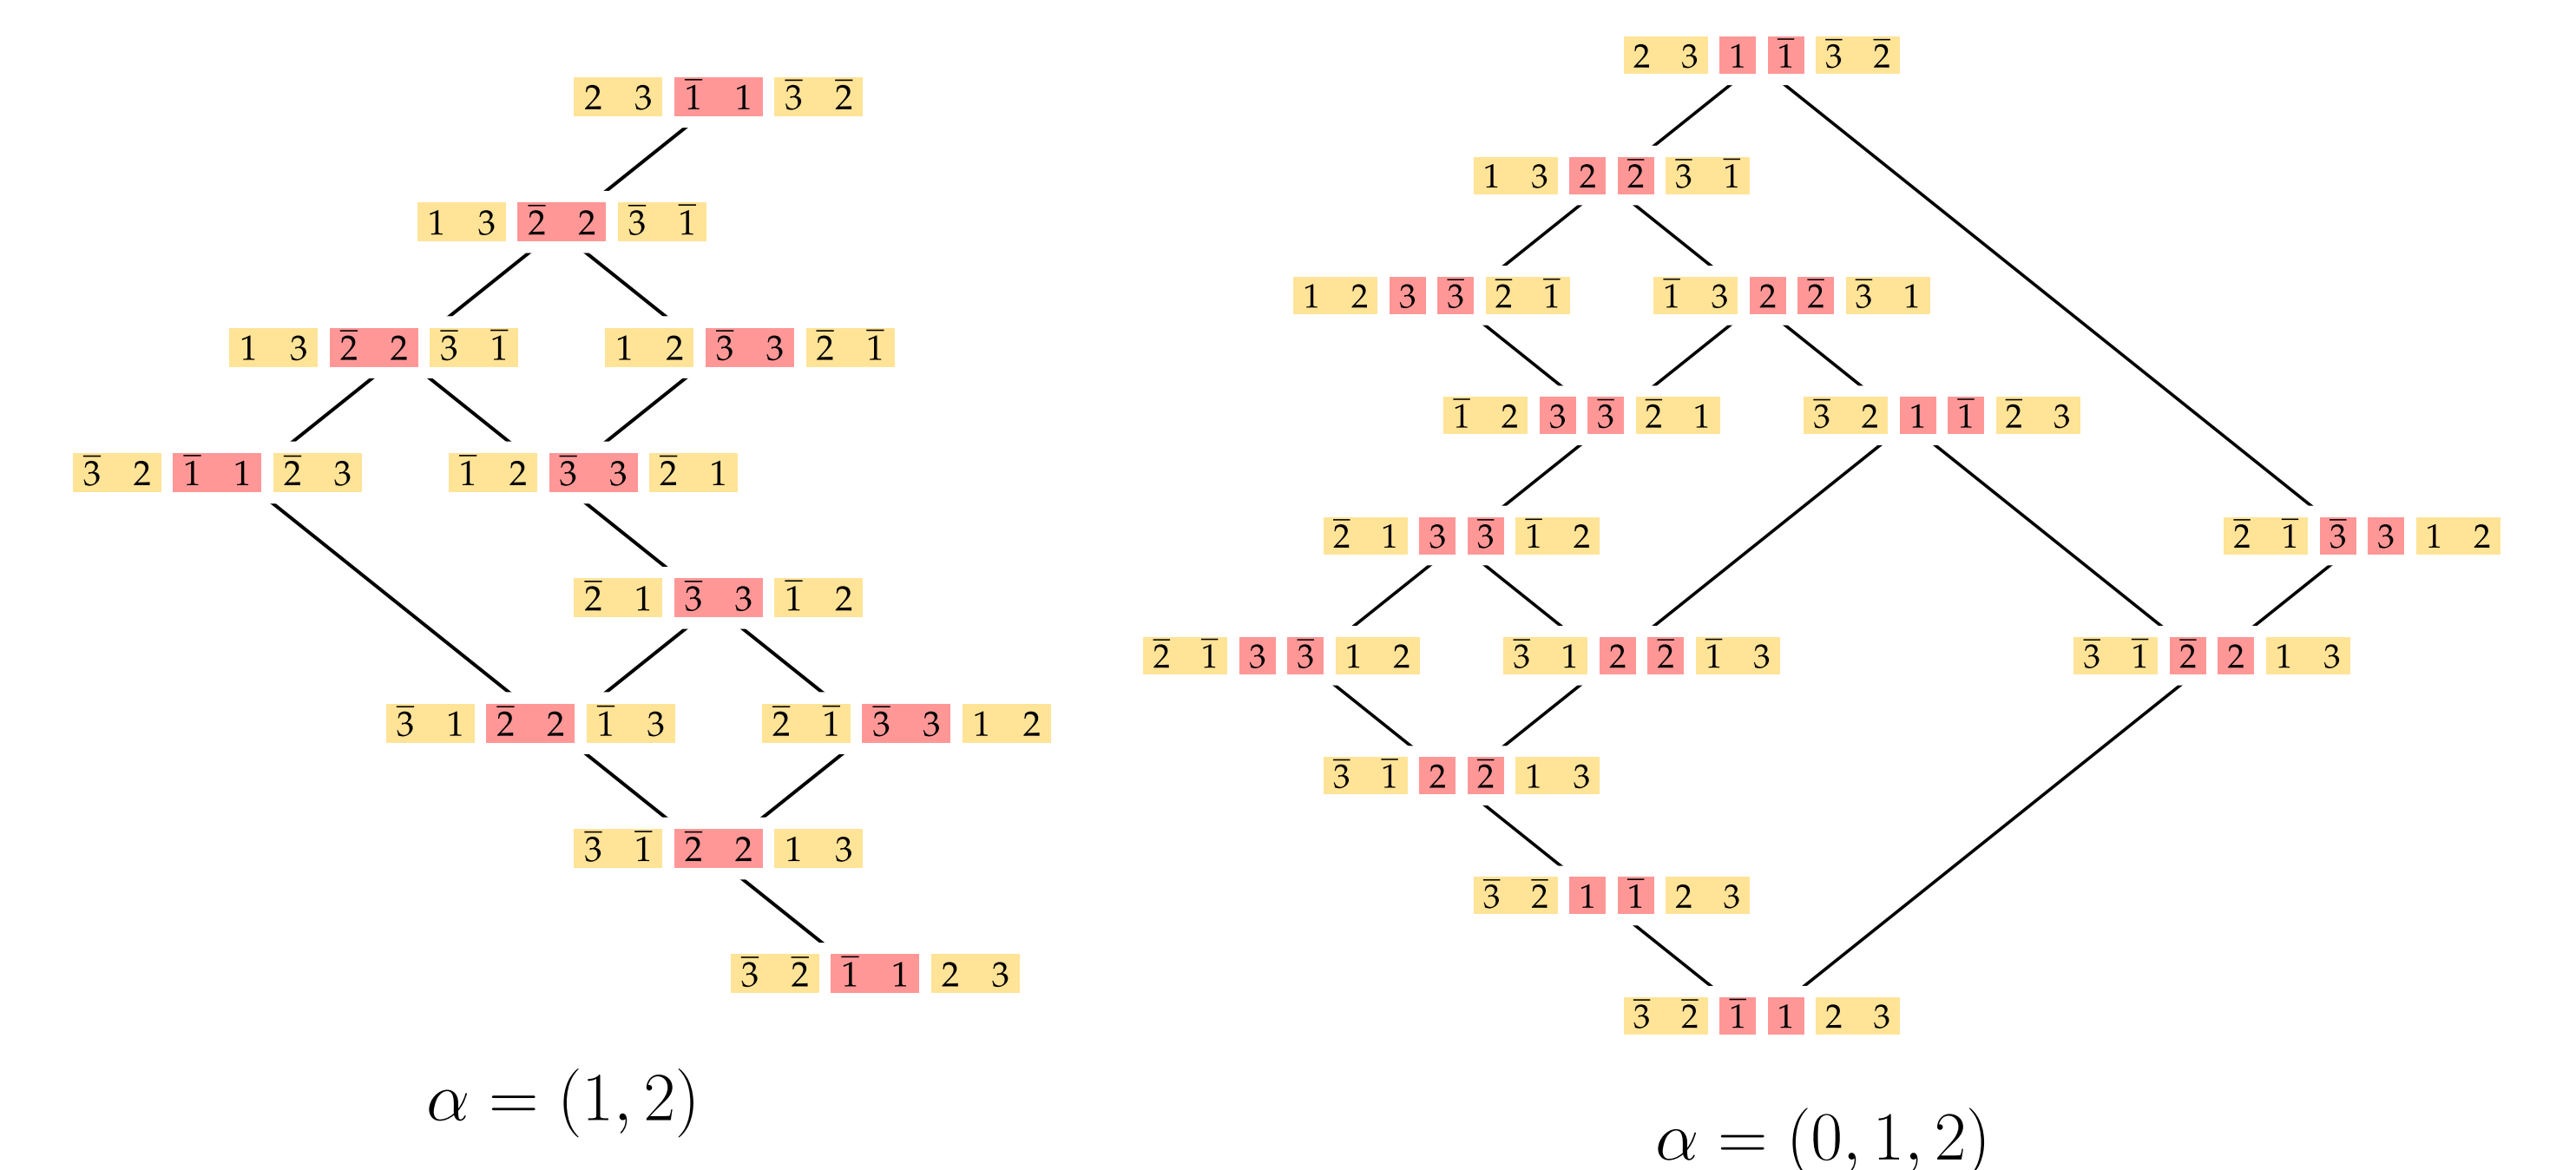 2 3 1̅ 1 3̅ 2̅
1 3 2̅ 2 3̅ 1̅
1 3 2̅ 2 3̅ 1̅
1 2 3̅ 3 2̅ 1̅
3̅ 2 1̅ 1 2̅ 3
1̅ 2 3̅ 3 2̅ 1
2̅ 1 3̅ 3 1̅ 2
3̅ 1 2̅ 2 1̅ 3
2̅ 1̅ 3̅ 3 1 2
3̅ 1̅ 2̅ 2 1 3
3̅ 2̅ 1̅ 1 2 3
α = (1, 2)
2 3 1 1̅ 3̅ 2̅
1 3 2 2̅ 3̅ 1̅
1 2 3 3̅ 2̅ 1̅
1̅ 3 2 2̅ 3̅ 1
1̅ 2 3 3̅ 2̅ 1
3̅ 2 1 1̅ 2̅ 3
2̅ 1 3 3̅ 1̅ 2
2̅ 1̅ 3̅ 3 1 2
2̅ 1̅ 3 3̅ 1 2
3̅ 1 2 2̅ 1̅ 3
3̅ 1̅ 2̅ 2 1 3
3̅ 1̅ 2 2̅ 1 3
3̅ 2̅ 1 1̅ 2 3
3̅ 2̅ 1̅ 1 2 3
α = (0, 1, 2)